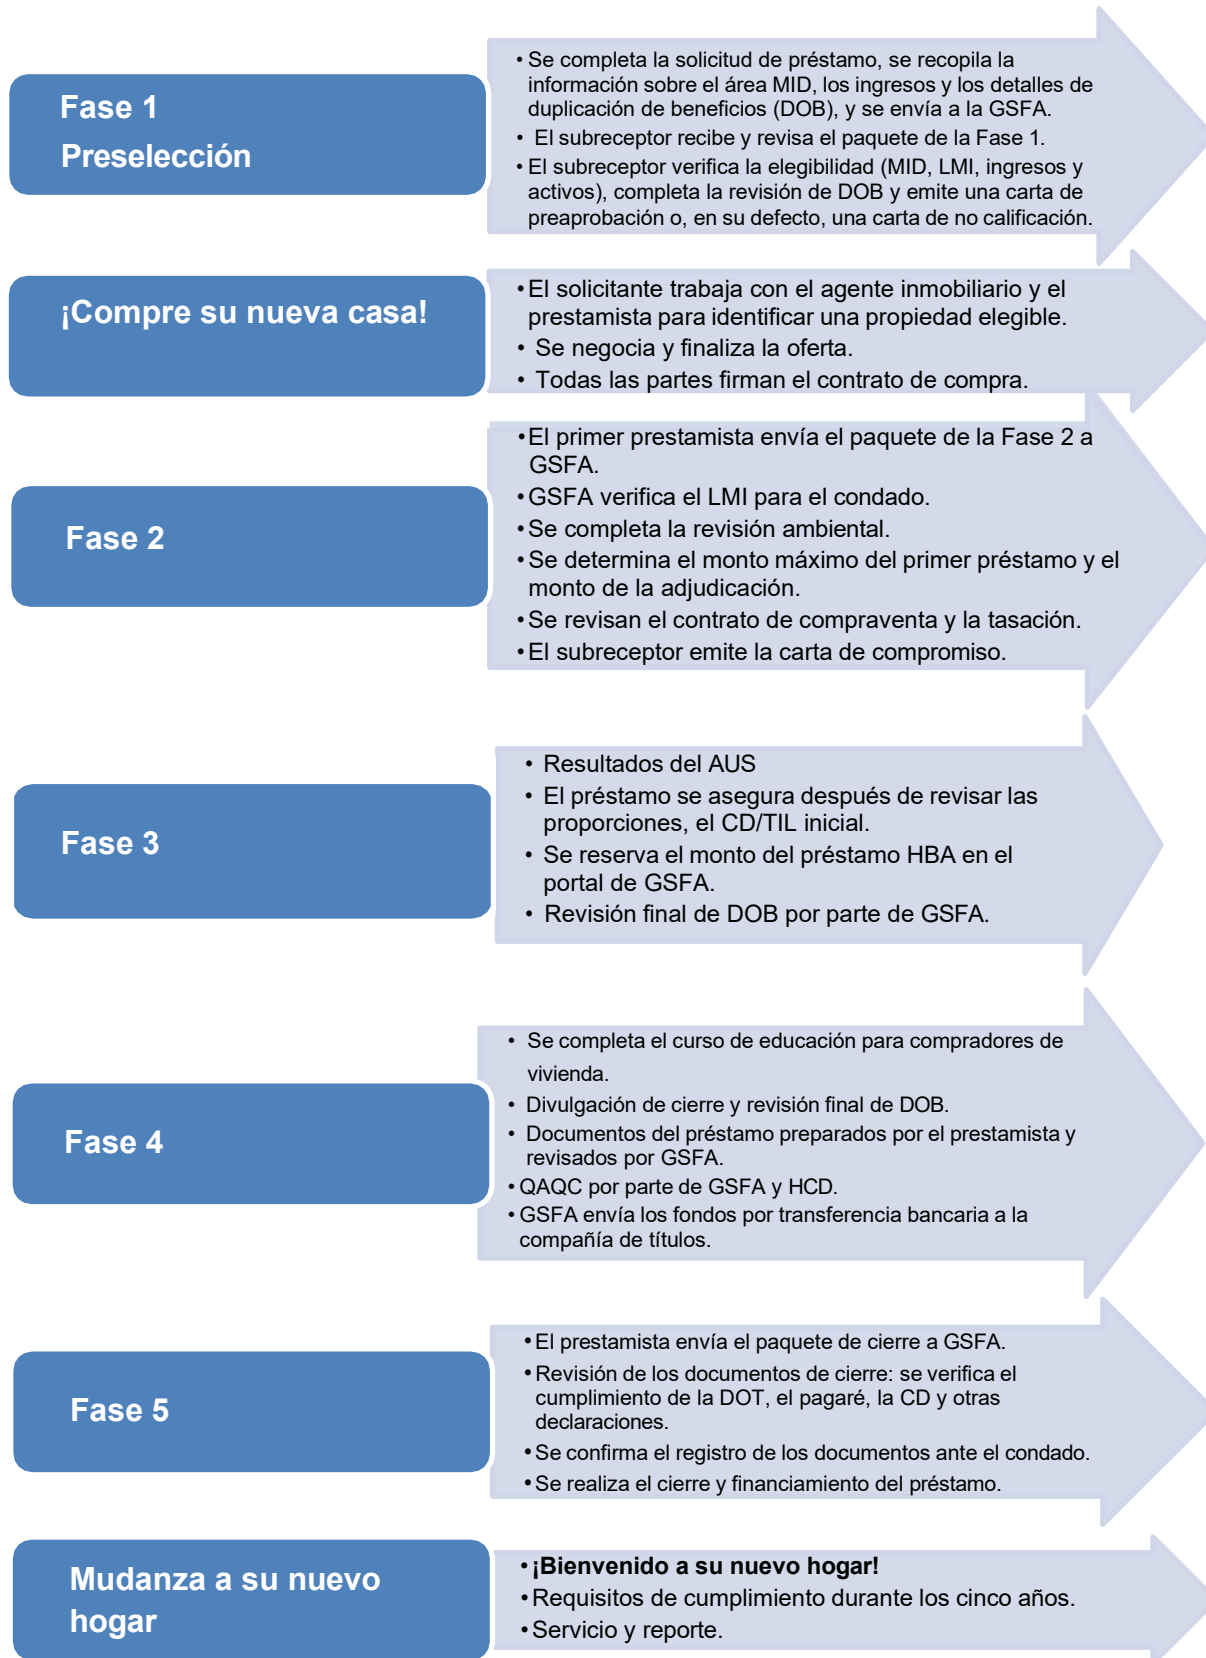 Fase 1
Preselección
• Se completa la solicitud de préstamo, se recopila la
información sobre el área MID, los ingresos y los detalles de
duplicación de beneficios (DOB), y se envía a la GSFA.
• El subreceptor recibe y revisa el paquete de la Fase 1.
• El subreceptor verifica la elegibilidad (MID, LMI, ingresos y
activos), completa la revisión de DOB y emite una carta de
preaprobación o, en su defecto, una carta de no calificación.
¡Compre su nueva casa!
• El solicitante trabaja con el agente inmobiliario y el
prestamista para identificar una propiedad elegible.
• Se negocia y finaliza la oferta.
• Todas las partes firman el contrato de compra.
Fase 2
• El primer prestamista envía el paquete de la Fase 2 a
GSFA.
• GSFA verifica el LMI para el condado.
• Se completa la revisión ambiental.
• Se determina el monto máximo del primer préstamo y el
monto de la adjudicación.
• Se revisan el contrato de compraventa y la tasación.
• El subreceptor emite la carta de compromiso.
Fase 3
• Resultados del AUS
• El préstamo se asegura después de revisar las
proporciones, el CD/TIL inicial.
• Se reserva el monto del préstamo HBA en el
portal de GSFA.
• Revisión final de DOB por parte de GSFA.
Fase 4
• Se completa el curso de educación para compradores de
vivienda.
• Divulgación de cierre y revisión final de DOB.
• Documentos del préstamo preparados por el prestamista y
revisados por GSFA.
• QAQC por parte de GSFA y HCD.
• GSFA envía los fondos por transferencia bancaria a la
compañía de títulos.
Fase 5
• El prestamista envía el paquete de cierre a GSFA.
• Revisión de los documentos de cierre: se verifica el
cumplimiento de la DOT, el pagaré, la CD y otras
declaraciones.
• Se confirma el registro de los documentos ante el condado.
• Se realiza el cierre y financiamiento del préstamo.
Mudanza a su nuevo
hogar
• ¡Bienvenido a su nuevo hogar!
• Requisitos de cumplimiento durante los cinco años.
• Servicio y reporte.